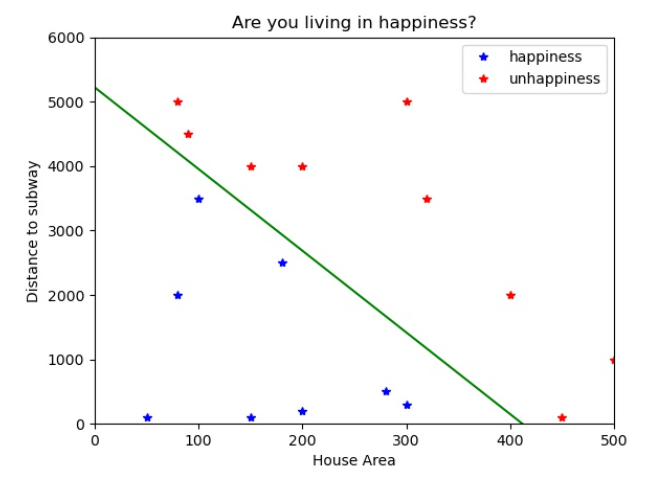 Are you living in happiness?
happiness
unhappiness
6000
5000
4000
3000
2000
1000
0
Distance to subway
0 100 200 300 400 500
House Area